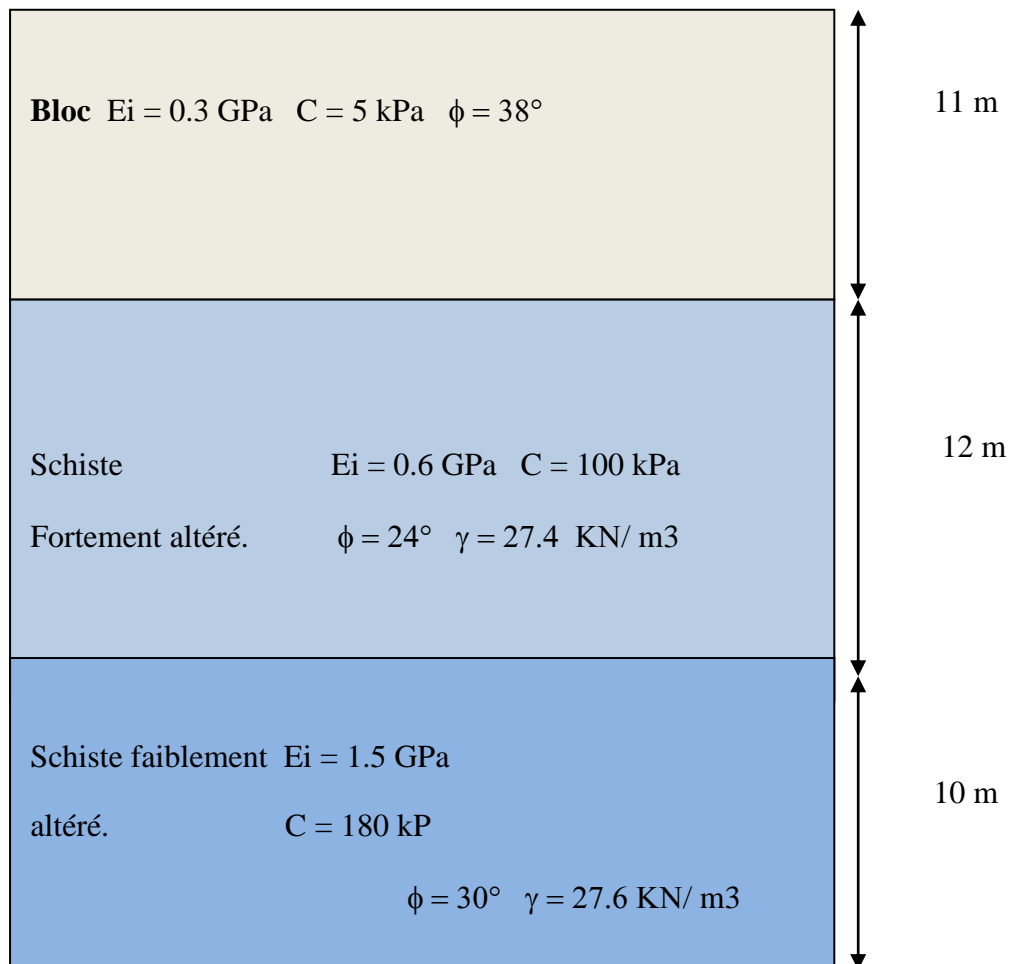 Bloc Ei = 0.3 GPa C = 5 kPa ϕ = 38°
11 m
Schiste Ei = 0.6 GPa C = 100 kPa
12 m
Fortement altéré. ϕ = 24° γ = 27.4 KN/ m3
Schiste faiblement Ei = 1.5 GPa
10 m
altéré. C = 180 kP
ϕ = 30° γ = 27.6 KN/ m3